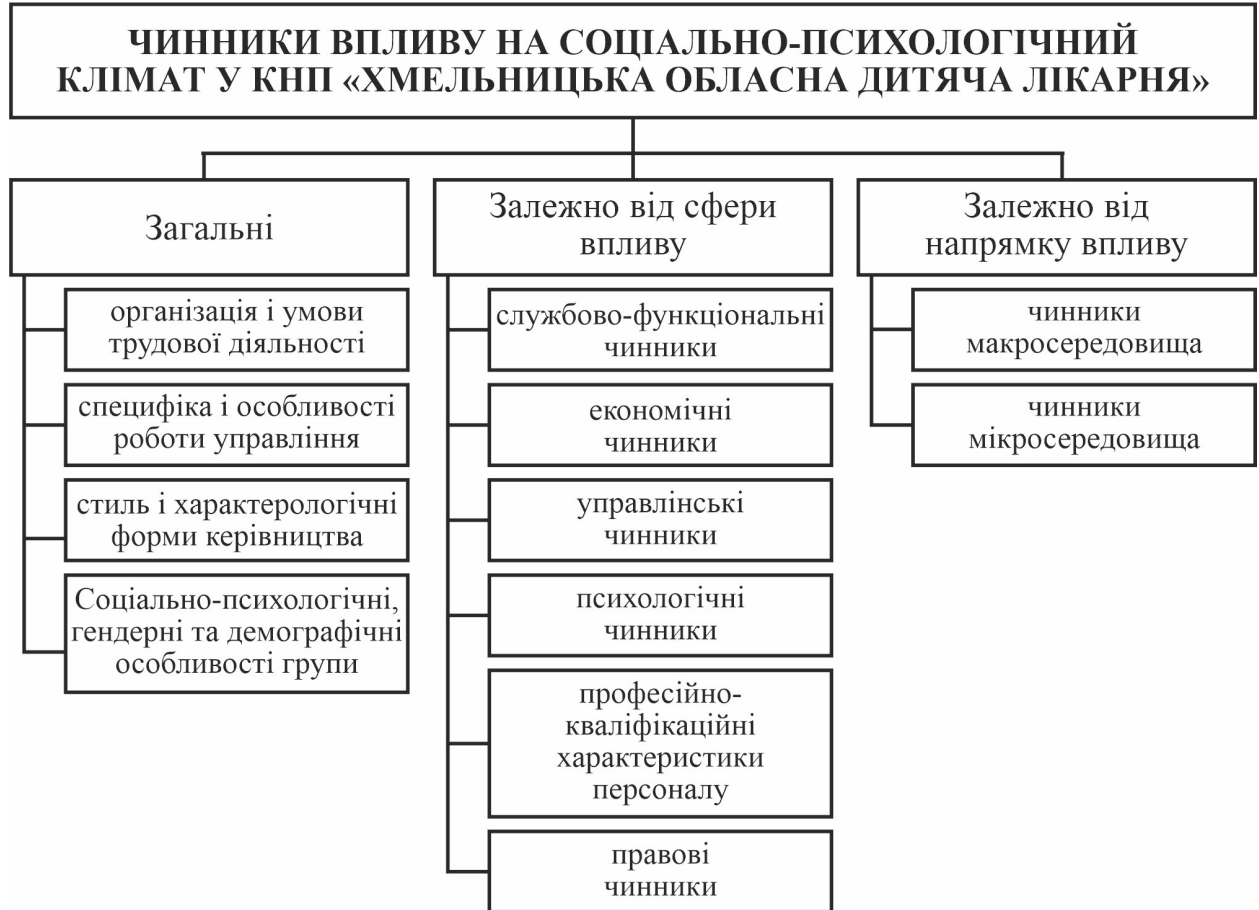 ЧИННИКИ ВПЛИВУ НА СОЦІАЛЬНО-ПСИХОЛОГІЧНИЙ
КЛІМАТ У КНП «ХМЕЛЬНИЦЬКА ОБЛАСНА ДИТЯЧА ЛІКАРНЯ»
Загальні
організація і умови
трудової діяльності
специфіка і особливості
роботи управління
стиль і характерологічні
форми керівництва
Соціально-психологічні,
гендерні та демографічні
особливості групи
Залежно від сфери
впливу
службово-функціональні
чинники
економічні
чинники
управлінські
чинники
психологічні
чинники
професійно-
кваліфікаційні
характеристики
персоналу
правові
чинники
Залежно від
напрямку впливу
чинники
макросередовища
чинники
мікросередовища